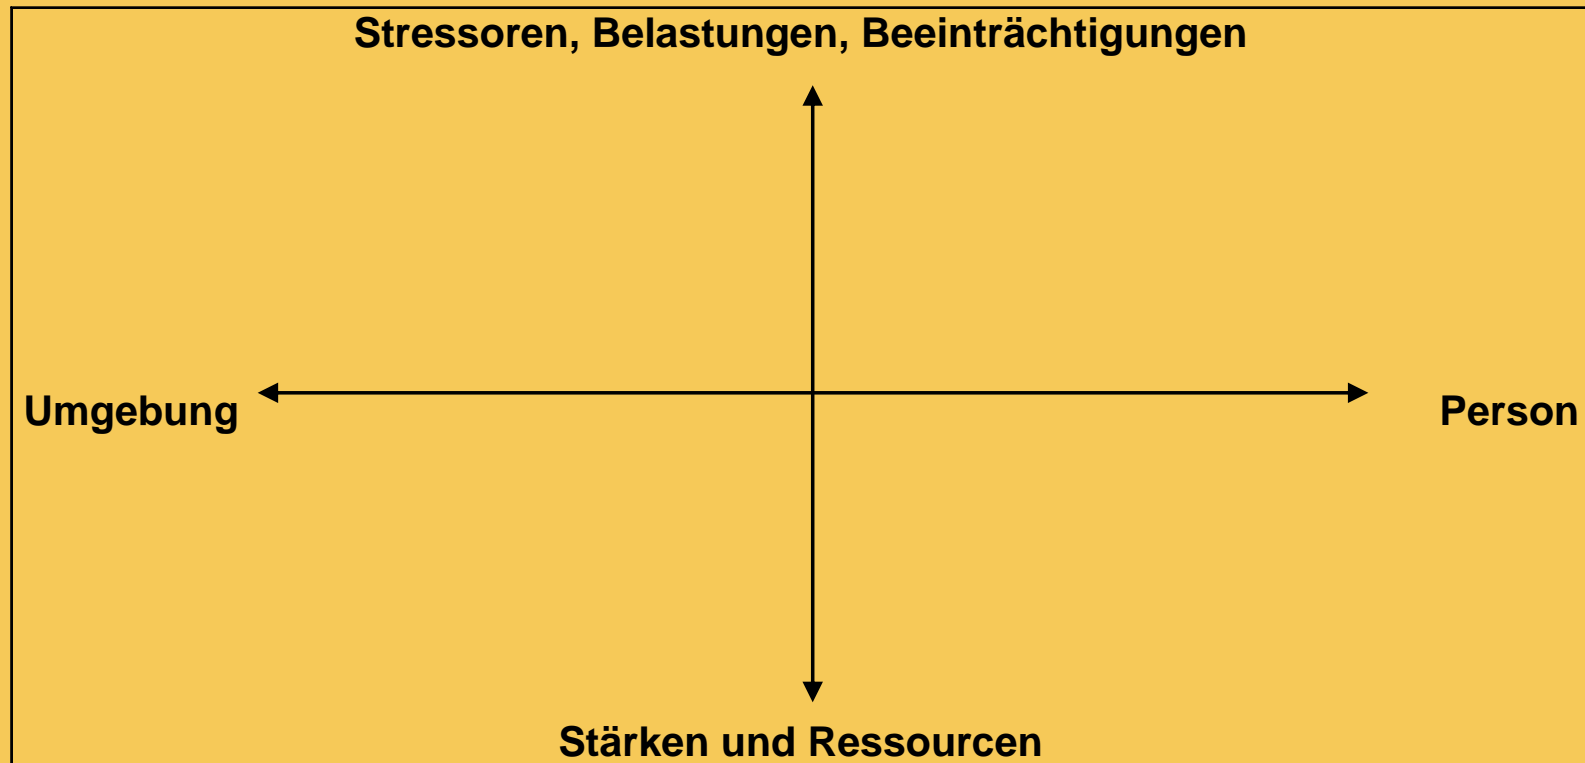 Stressoren, Belastungen, Beeinträchtigungen
Umgebung
Person
Stärken und Ressourcen